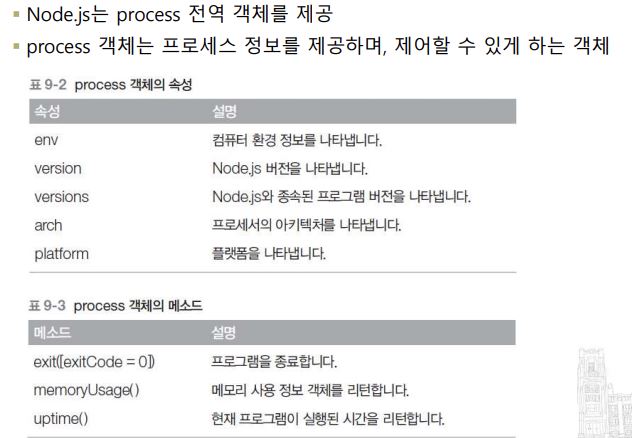 Node.js는 process 전역 객체를 제공
process 객체는 프로세스 정보를 제공하며, 제어할 수 있게 하는 객체
표 9-2 process 객체의 속성
속성 설명
env 컴퓨터 환경 정보를 나타냅니다.
version Node.js 버전을 나타냅니다.
versions Node.js와 종속된 프로그램 버전을 나타냅니다.
arch 프로세서의 아키텍처를 나타냅니다.
platform 플랫폼을 나타냅니다.
표 9-3 process 객체의 메소드
메소드 설명
exit([exitCode = 0]) 프로그램을 종료합니다.
memoryUsage() 메모리 사용 정보 객체를 리턴합니다.
uptime() 현재 프로그램이 실행된 시간을 리턴합니다.